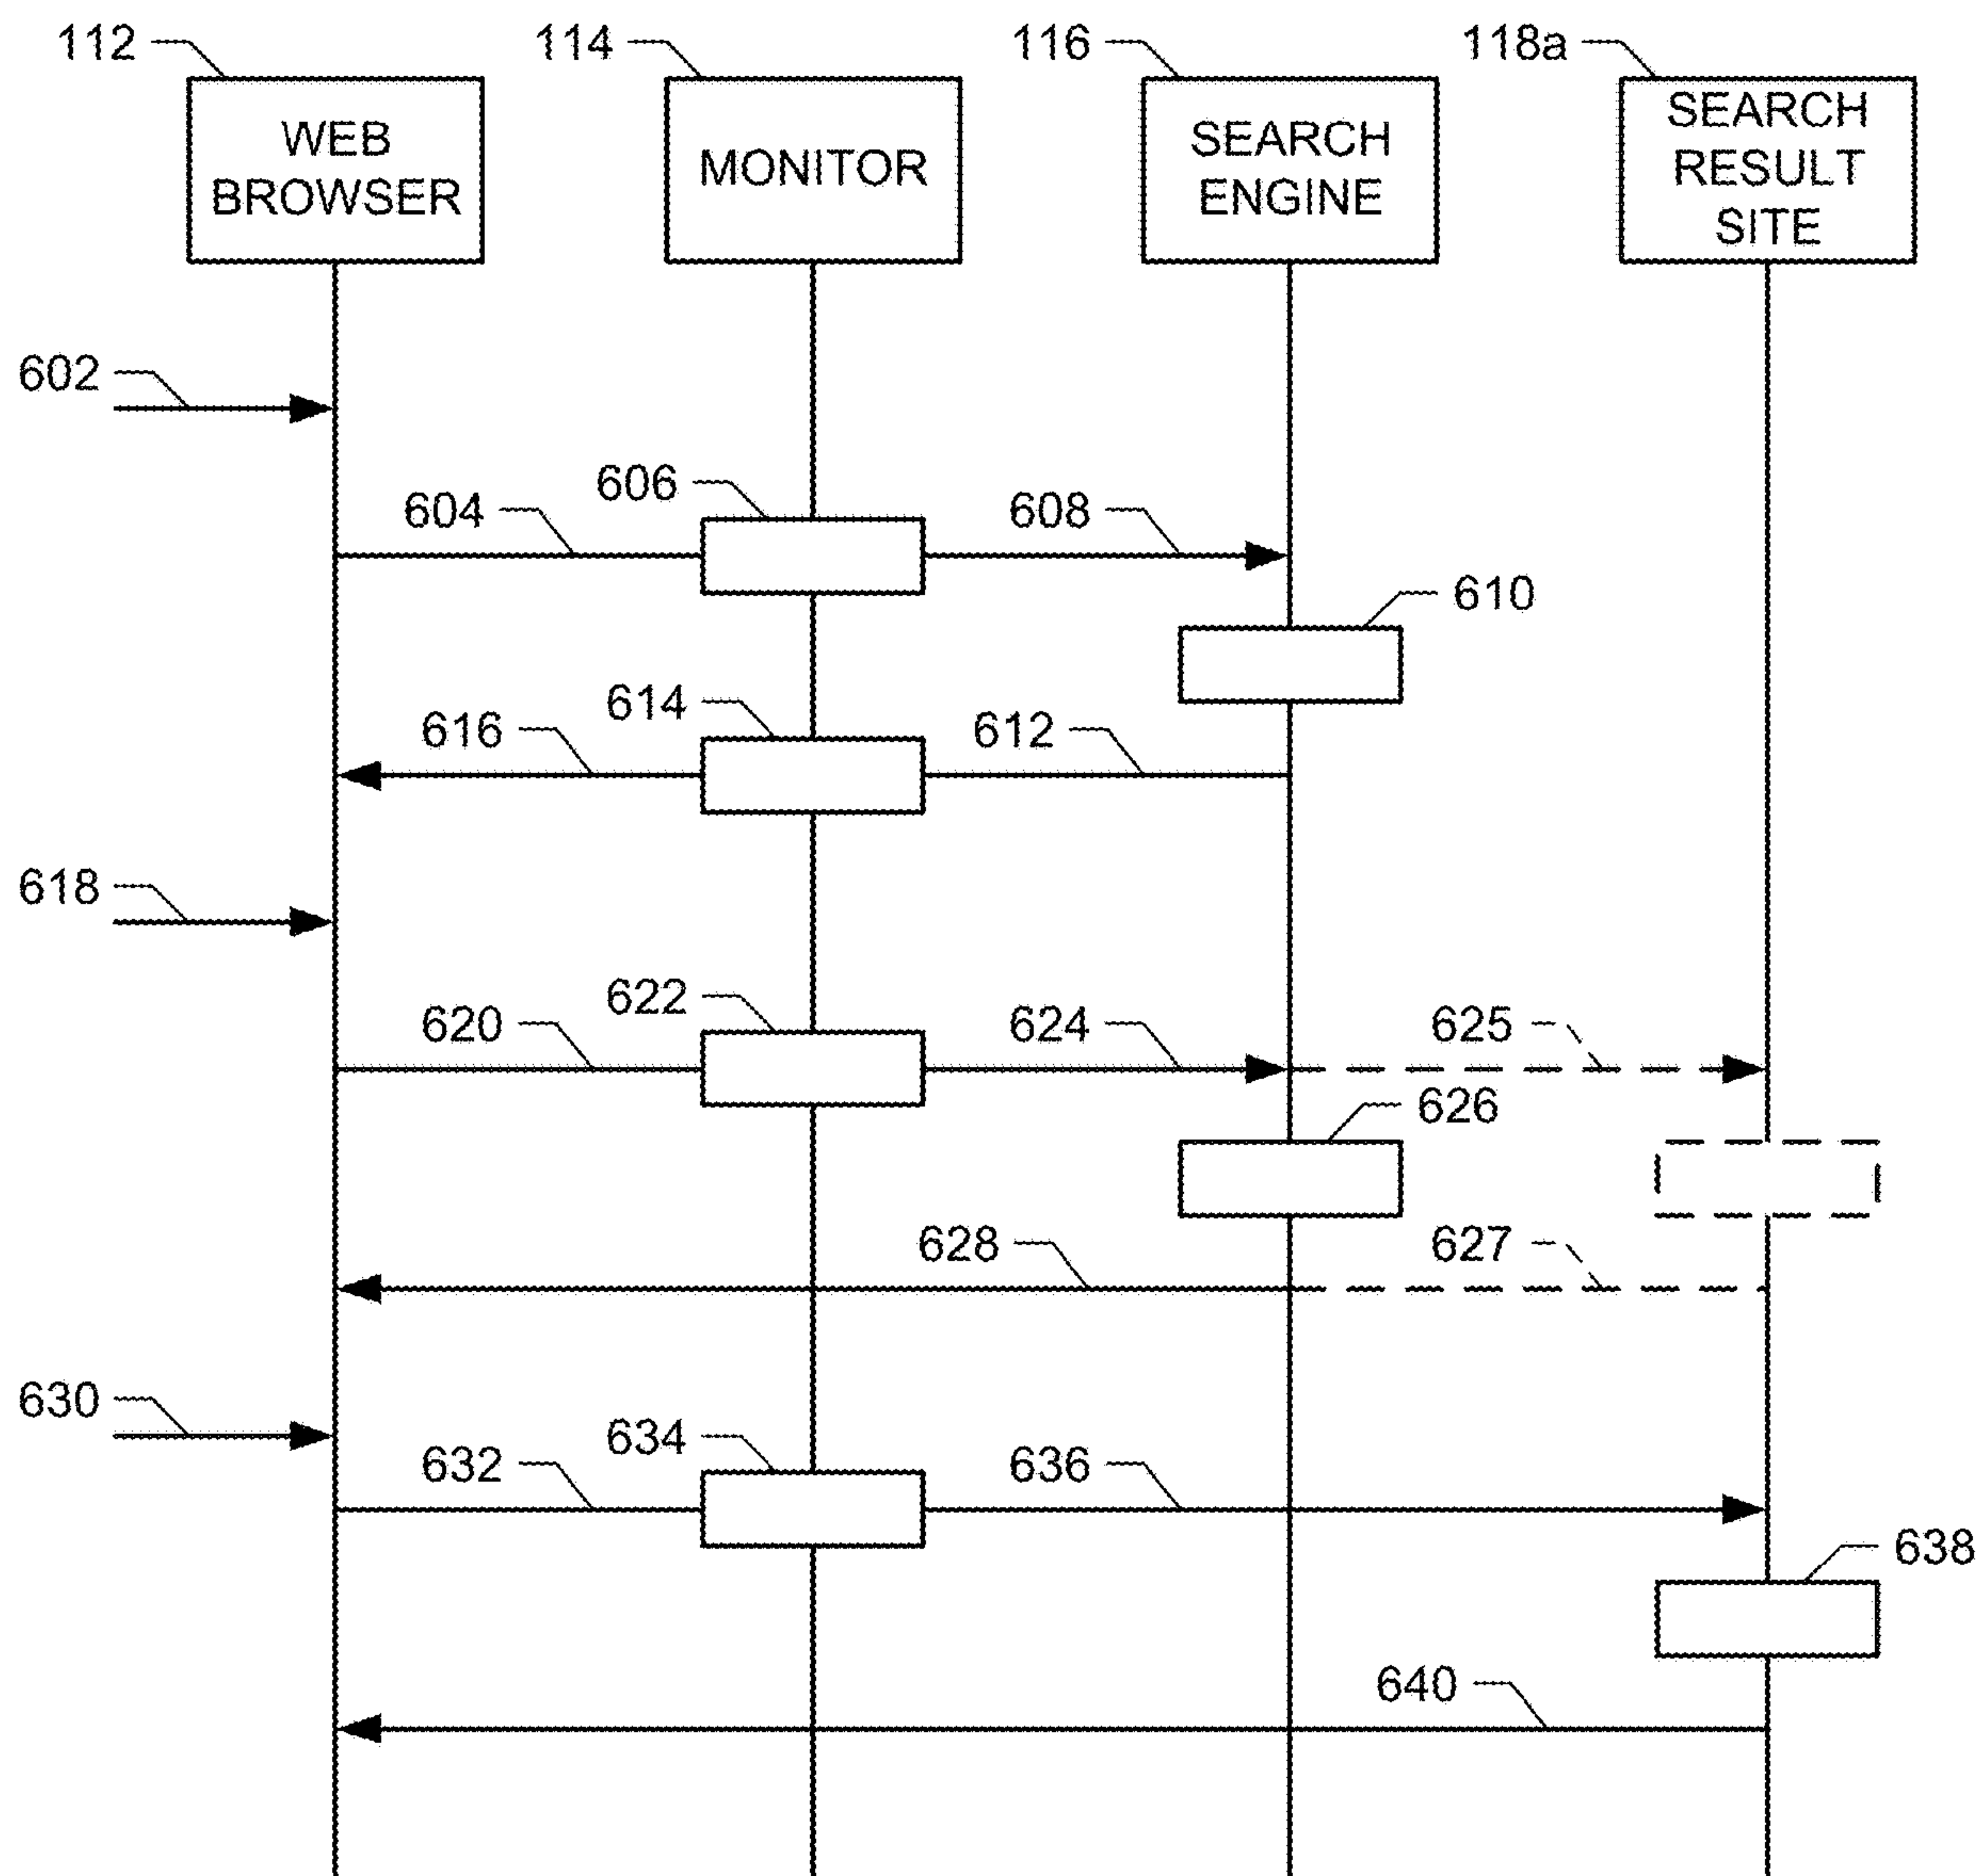 112
114
116
118a
WEB
BROWSER
MONITOR
SEARCH
ENGINE
SEARCH
RESULT
SITE
602
604
606
608
610
616
614
612
618
620
622
624
625
626
628
627
630
632
634
636
638
640